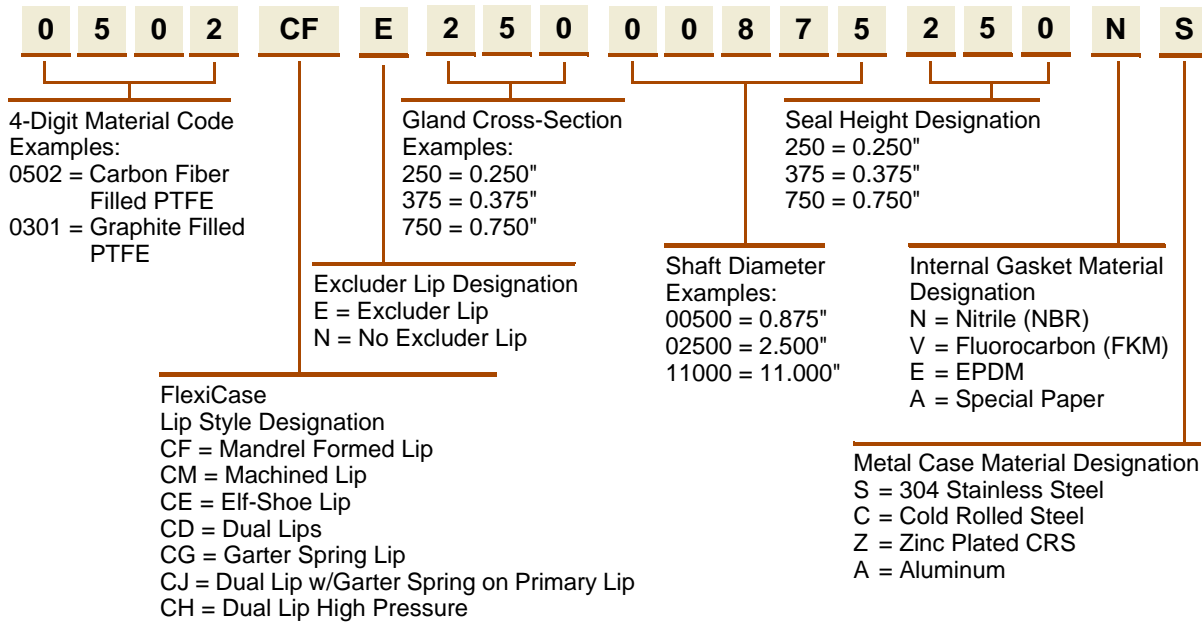 0 5 0 2 CF E 2 5 0 0 0 8 7 5 2 5 0 N S
4-Digit Material Code
Examples:
0502 = Carbon Fiber
Filled PTFE
0301 = Graphite Filled
PTFE
Gland Cross-Section
Examples:
250 = 0.250"
375 = 0.375"
750 = 0.750"
Seal Height Designation
250 = 0.250"
375 = 0.375"
750 = 0.750"
Excluder Lip Designation
E = Excluder Lip
N = No Excluder Lip
Shaft Diameter
Examples:
00500 = 0.875"
02500 = 2.500"
11000 = 11.000"
Internal Gasket Material
Designation
N = Nitrile (NBR)
V = Fluorocarbon (FKM)
E = EPDM
A = Special Paper
FlexiCase
Lip Style Designation
CF = Mandrel Formed Lip
CM = Machined Lip
CE = Elf-Shoe Lip
CD = Dual Lips
CG = Garter Spring Lip
CJ = Dual Lip w/Garter Spring on Primary Lip
CH = Dual Lip High Pressure
Metal Case Material Designation
S = 304 Stainless Steel
C = Cold Rolled Steel
Z = Zinc Plated CRS
A = Aluminum